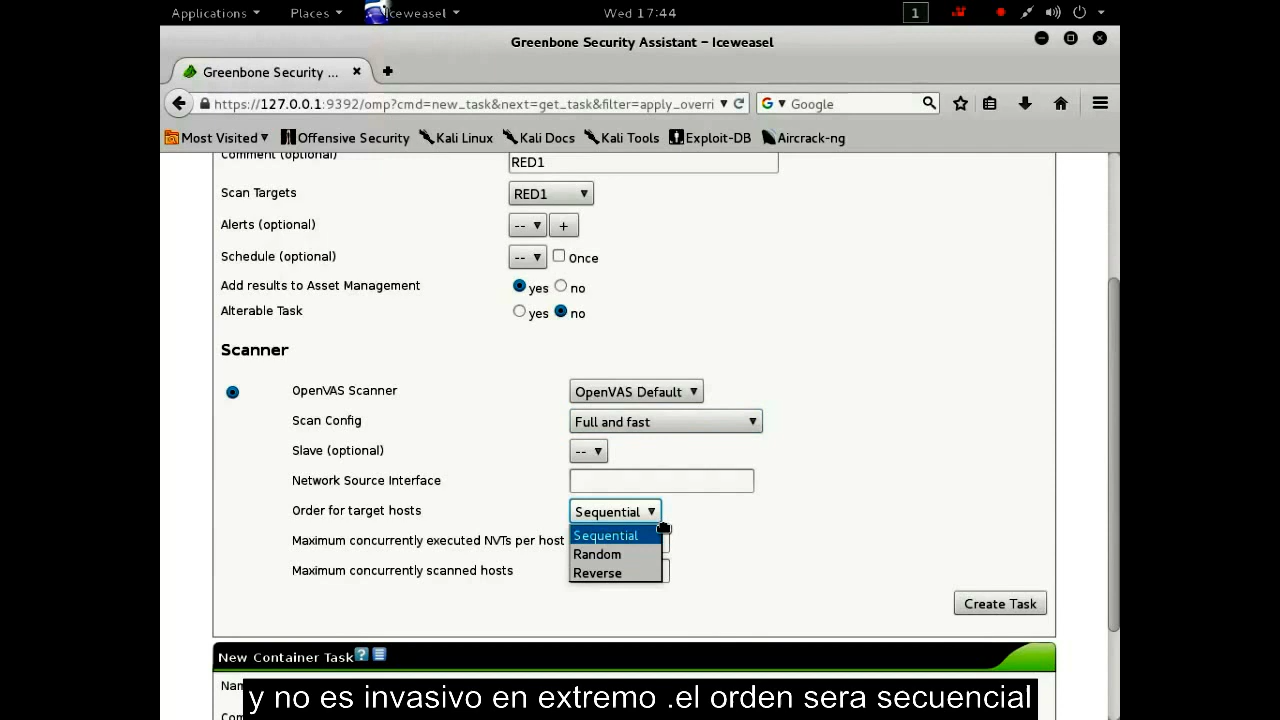 Applications Places Iceweasel Wed 17:44 1
Greenbone Security Assistant - Iceweasel
Greenbone Security ...
https://127.0.0.1:9392/omp?cmd=new_task&next=get_task&filter=apply_overri Google
Most Visited Offensive Security Kali Linux Kali Docs Kali Tools Exploit-DB Aircrack-ng
Comment (optional) RED1
Scan Targets RED1
Alerts (optional) -- +
Schedule (optional) -- Once
Add results to Asset Management yes no
Alterable Task yes no
Scanner
OpenVAS Scanner OpenVAS Default
Scan Config Full and fast
Slave (optional) --
Network Source Interface
Order for target hosts Sequential
Sequential
Maximum concurrently executed NVTs per host
Random
Maximum concurrently scanned hosts Reverse
Create Task
New Container Task ?
y no es invasivo en extremo .el orden sera secuencial